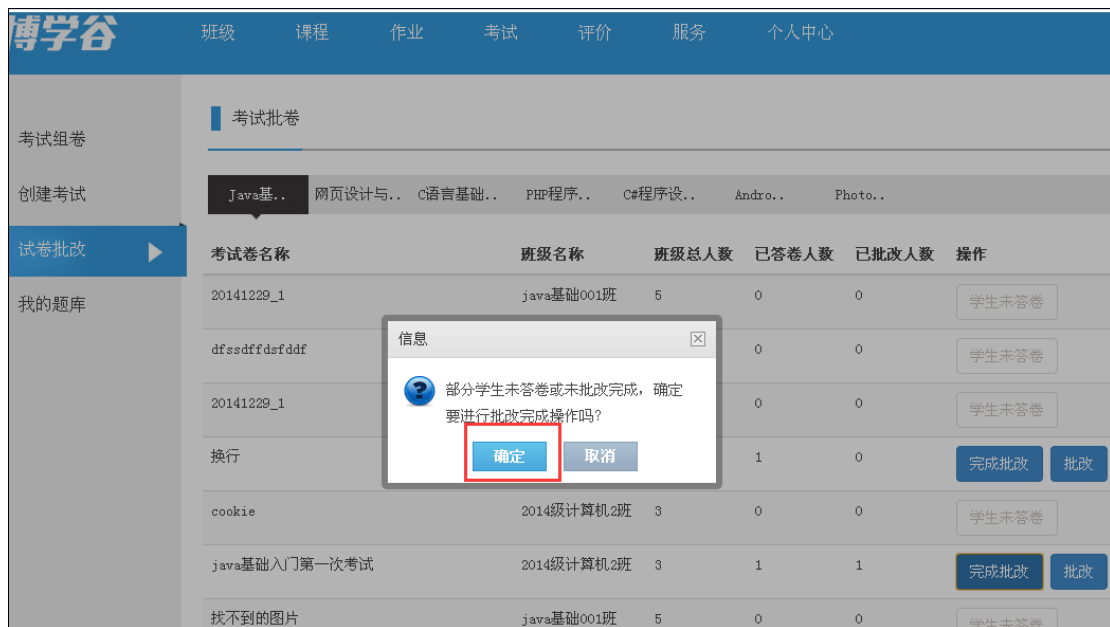 博学谷
班级 课程 作业 考试 评价 服务 个人中心
考试组卷
创建考试
试卷批改
我的题库
考试批卷
Java基.. 网页设计与.. C语言基础.. PHP程序.. C#程序设.. Andro.. Photo..
考试卷名称 班级名称 班级总人数 已答卷人数 已批改人数 操作
20141229_1 java基础001班 5 0 0 学生未答卷
dfssdffdsfddf 0 0 学生未答卷
20141229_1 0 0 学生未答卷
换行 1 0 完成批改 批改
cookie 2014级计算机2班 3 0 0 学生未答卷
java基础入门第一次考试 2014级计算机2班 3 1 1 完成批改 批改
找不到的图片 java基础001班 5 0 0 学生未答卷
信息
部分学生未答卷或未批改完成，确定
要进行批改完成操作吗?
确定 取消